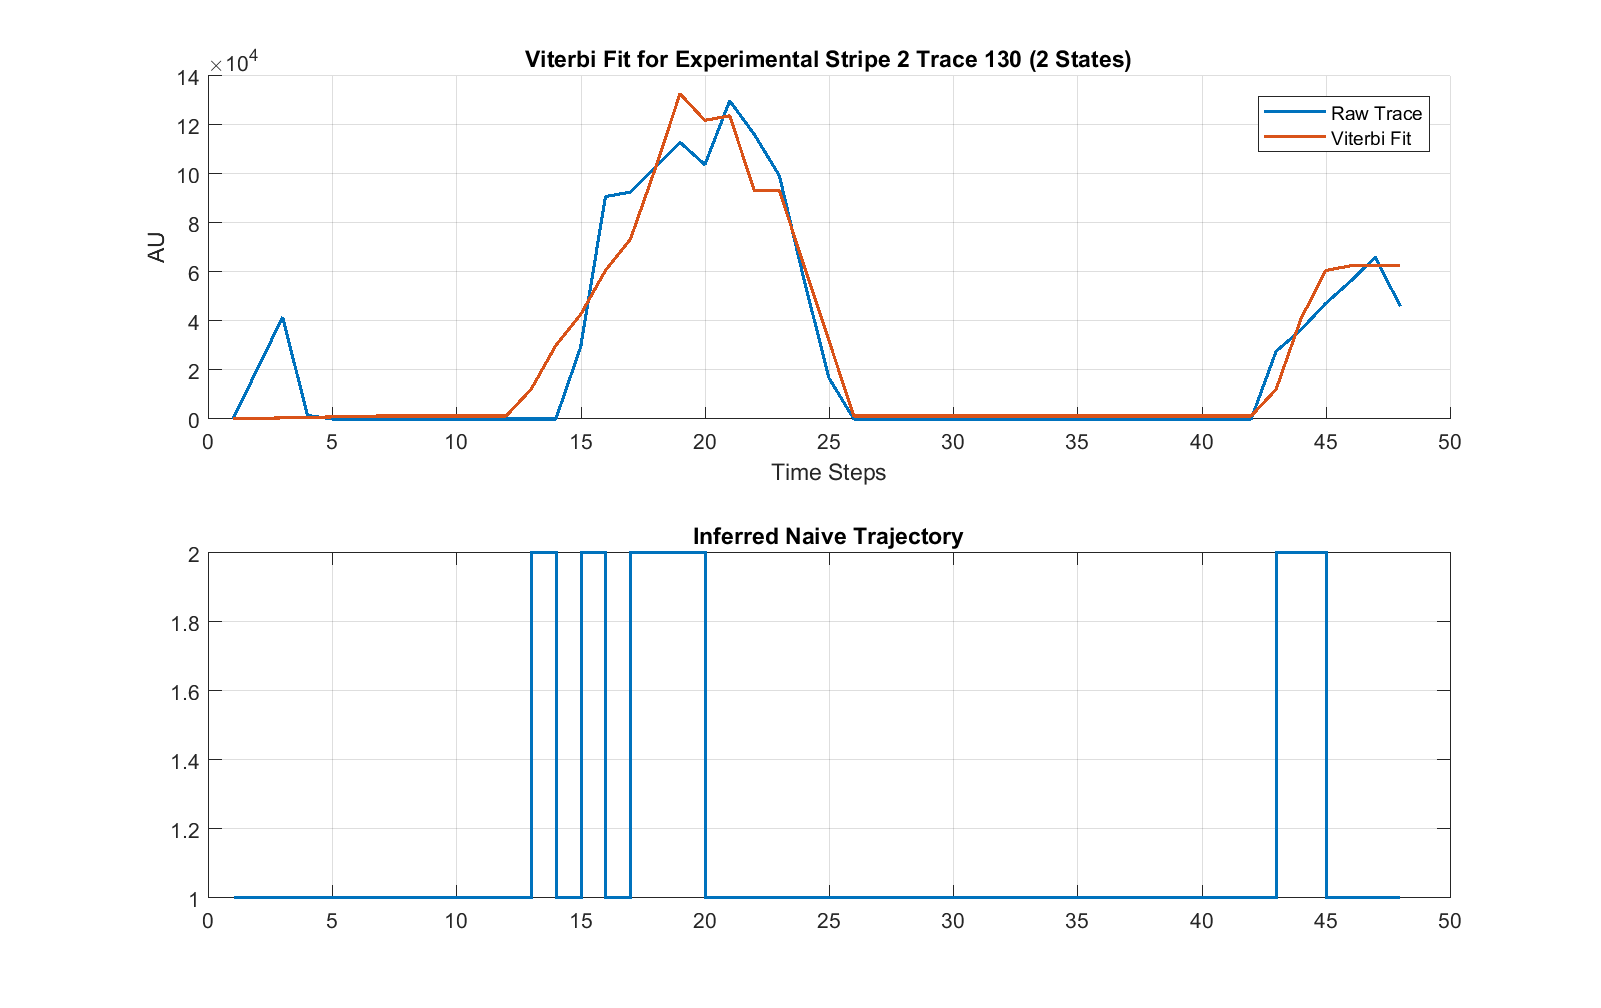 Viterbi Fit for Experimental Stripe 2 Trace 130 (2 States)
×10⁴
14
12
10
8
6
4
2
0
AU
Raw Trace
Viterbi Fit
0 5 10 15 20 25 30 35 40 45 50
Time Steps
Inferred Naive Trajectory
2
1.8
1.6
1.4
1.2
1
0 5 10 15 20 25 30 35 40 45 50